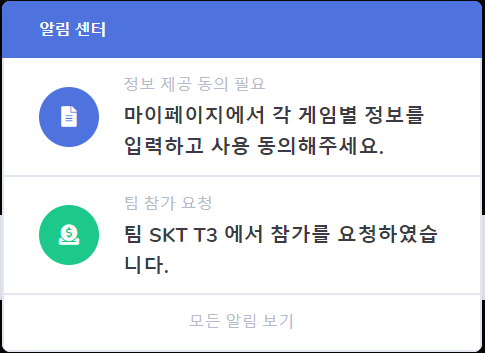 알림 센터
정보 제공 동의 필요
마이페이지에서 각 게임별 정보를
입력하고 사용 동의해주세요.
팀 참가 요청
팀 SKT T3 에서 참가를 요청하였습
니다.
모든 알림 보기